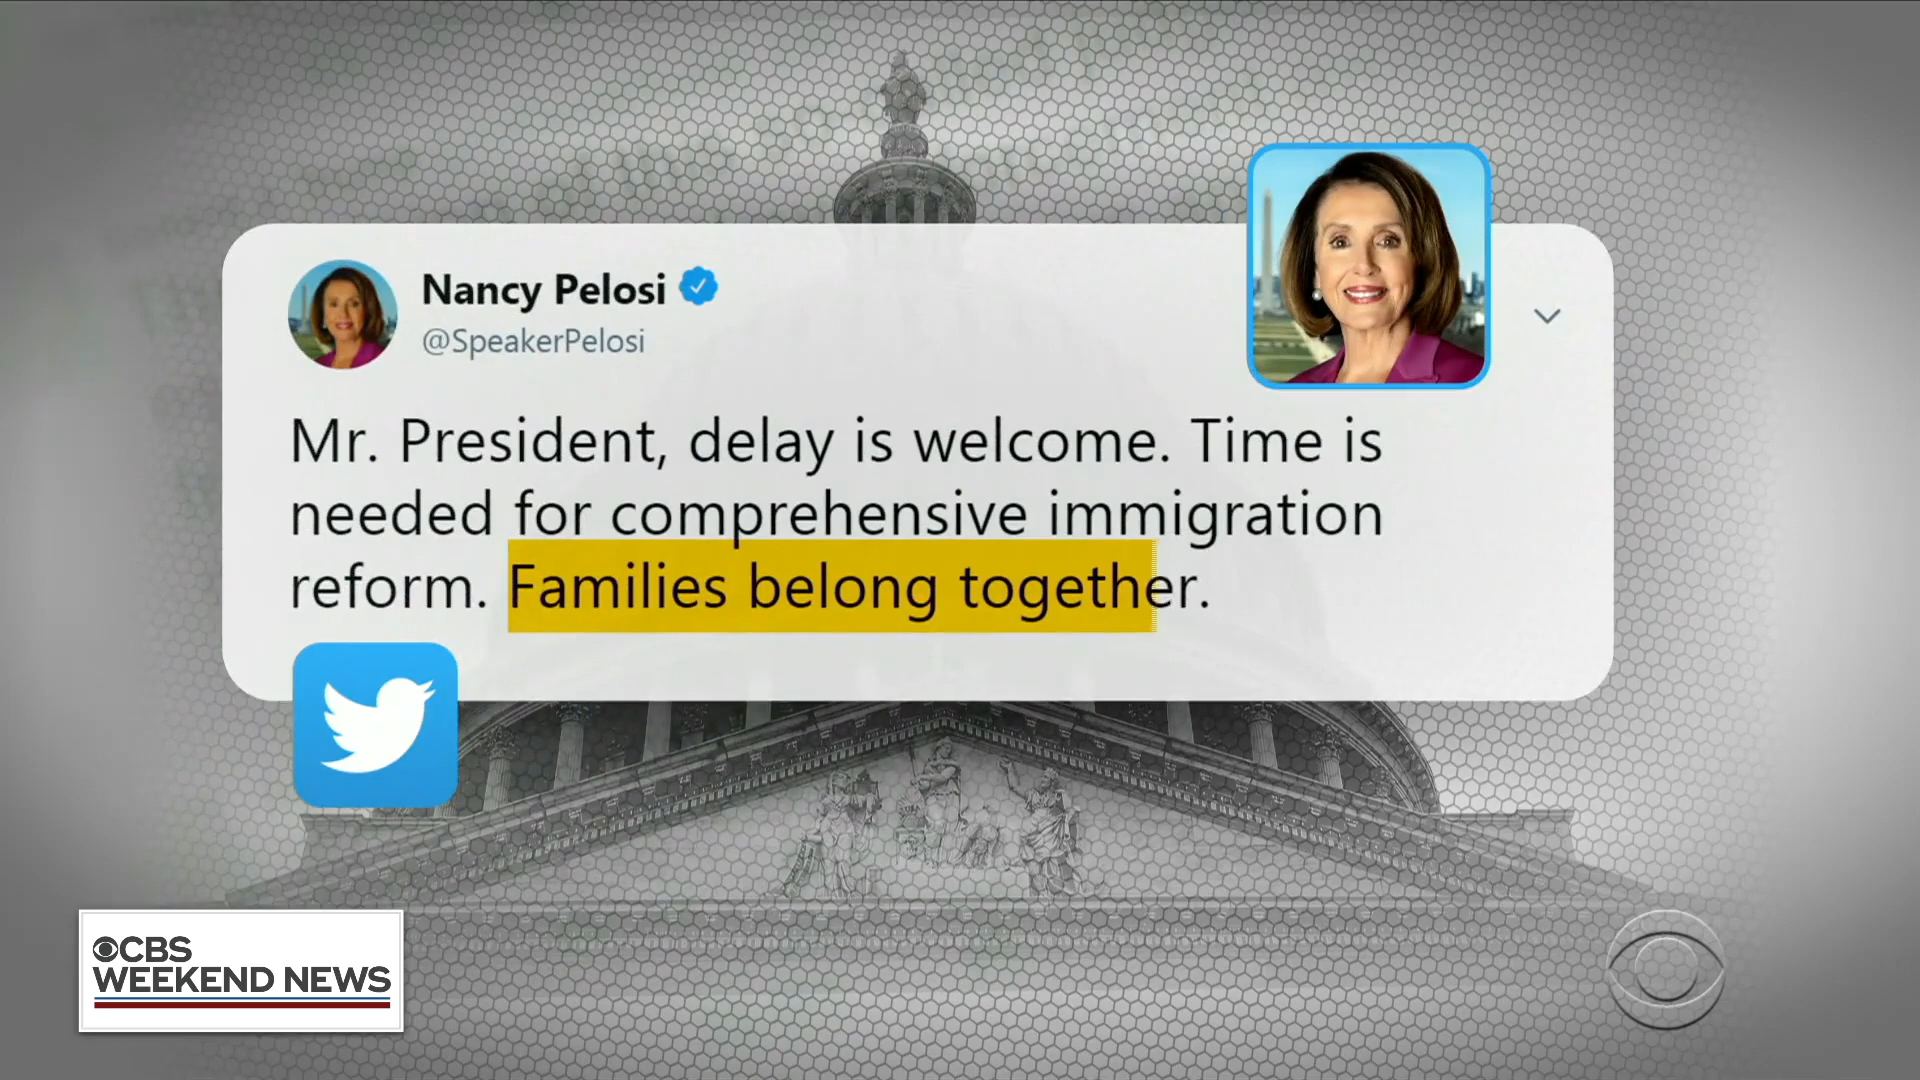 Nancy Pelosi
@SpeakerPelosi
Mr. President, delay is welcome. Time is
needed for comprehensive immigration
reform. Families belong together.
CBS
WEEKEND NEWS